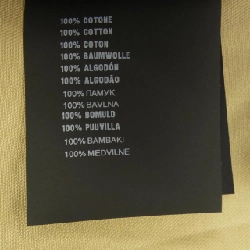 100% COTONE
100% COTTON
100% COTON
100% BAUMWOLLE
100% ALGODÓN
100% ALGODÃO
100% ПАМУК
100% BAVLNA
100% BOMULD
100% PUUVILLA
100% BAMBAKI
100% MEDVILNE